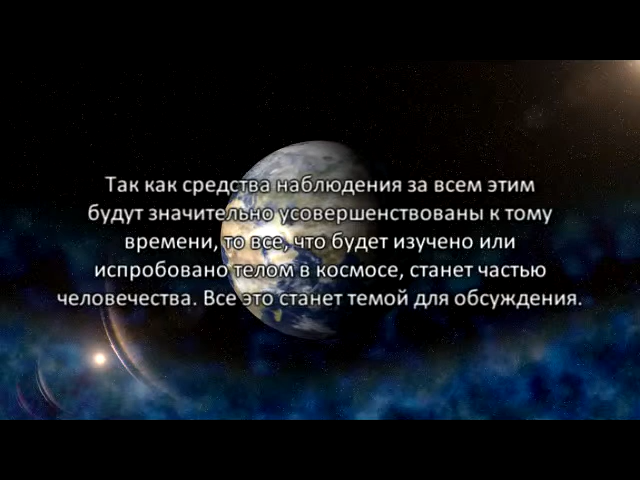 Так как средства наблюдения за всем этим
будут значительно усовершенствованы к тому
времени, то все, что будет изучено или
испробовано телом в космосе, станет частью
человечества. Все это станет темой для обсуждения.